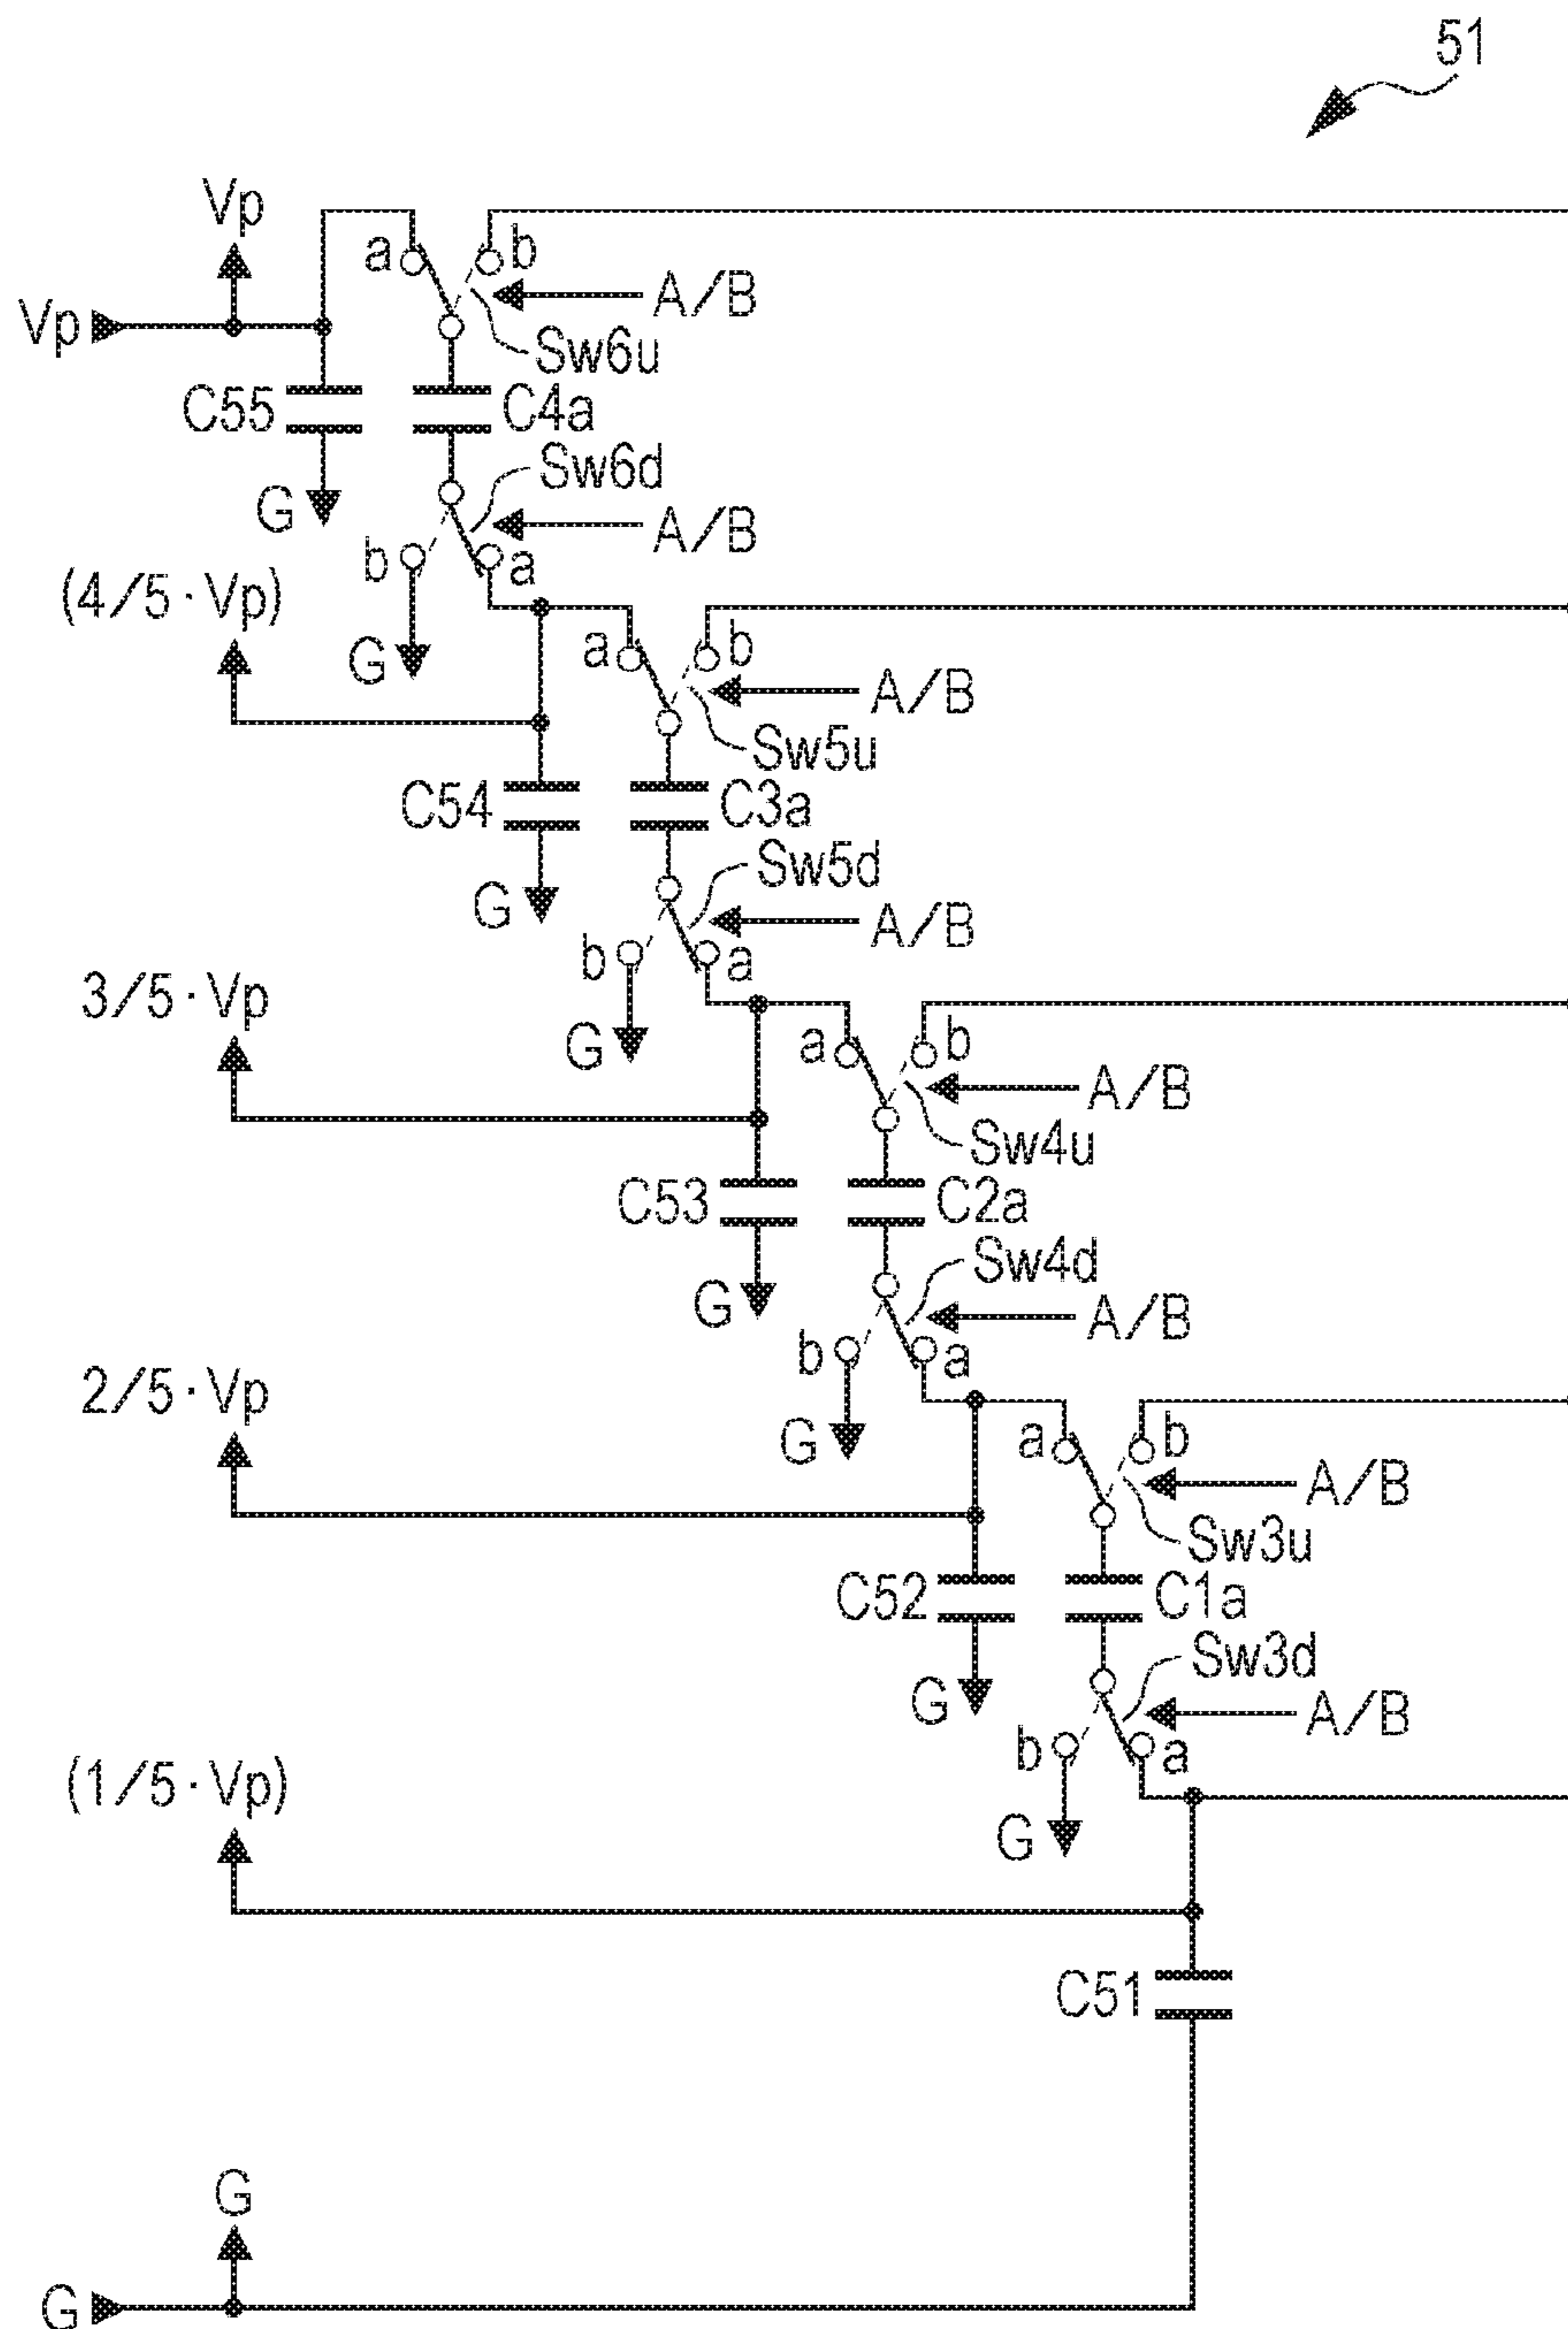 51
Vp
a
b
A/B
Vp
Sw6u
C55
C4a
Sw6d
G
A/B
b
a
(4/5・Vp)
a
b
G
A/B
Sw5u
C54
C3a
Sw5d
G
A/B
b
a
3/5・Vp
G
a
b
A/B
Sw4u
C53
C2a
Sw4d
G
A/B
b
a
2/5・Vp
G
a
b
A/B
Sw3u
C52
C1a
Sw3d
G
A/B
b
a
(1/5・Vp)
G
C51
G
G